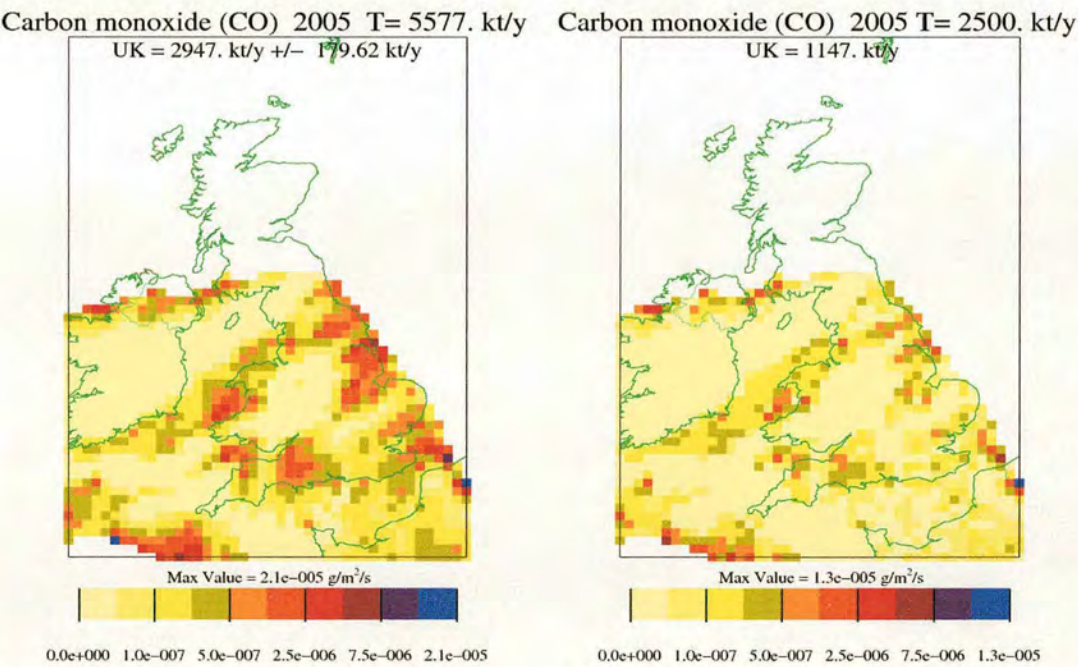 Carbon monoxide (CO) 2005 T= 5577. kt/y
UK = 2947. kt/y +/- 179.62 kt/y
Max Value = 2.1e-005 g/m²/s
0.0e+000 1.0e-007 5.0e-007 2.5e-006 7.5e-006 2.1e-005
Carbon monoxide (CO) 2005 T= 2500. kt/y
UK = 1147. kt/y
Max Value = 1.3e-005 g/m²/s
0.0e+000 1.0e-007 5.0e-007 2.5e-006 7.5e-006 1.3e-005